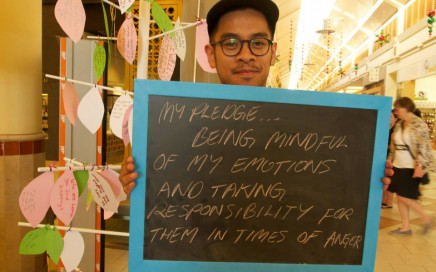 MY PLEDGE...
BEING MINDFUL
OF MY EMOTIONS
AND TAKING
RESPONSIBILITY FOR
THEM IN TIMES OF ANGER